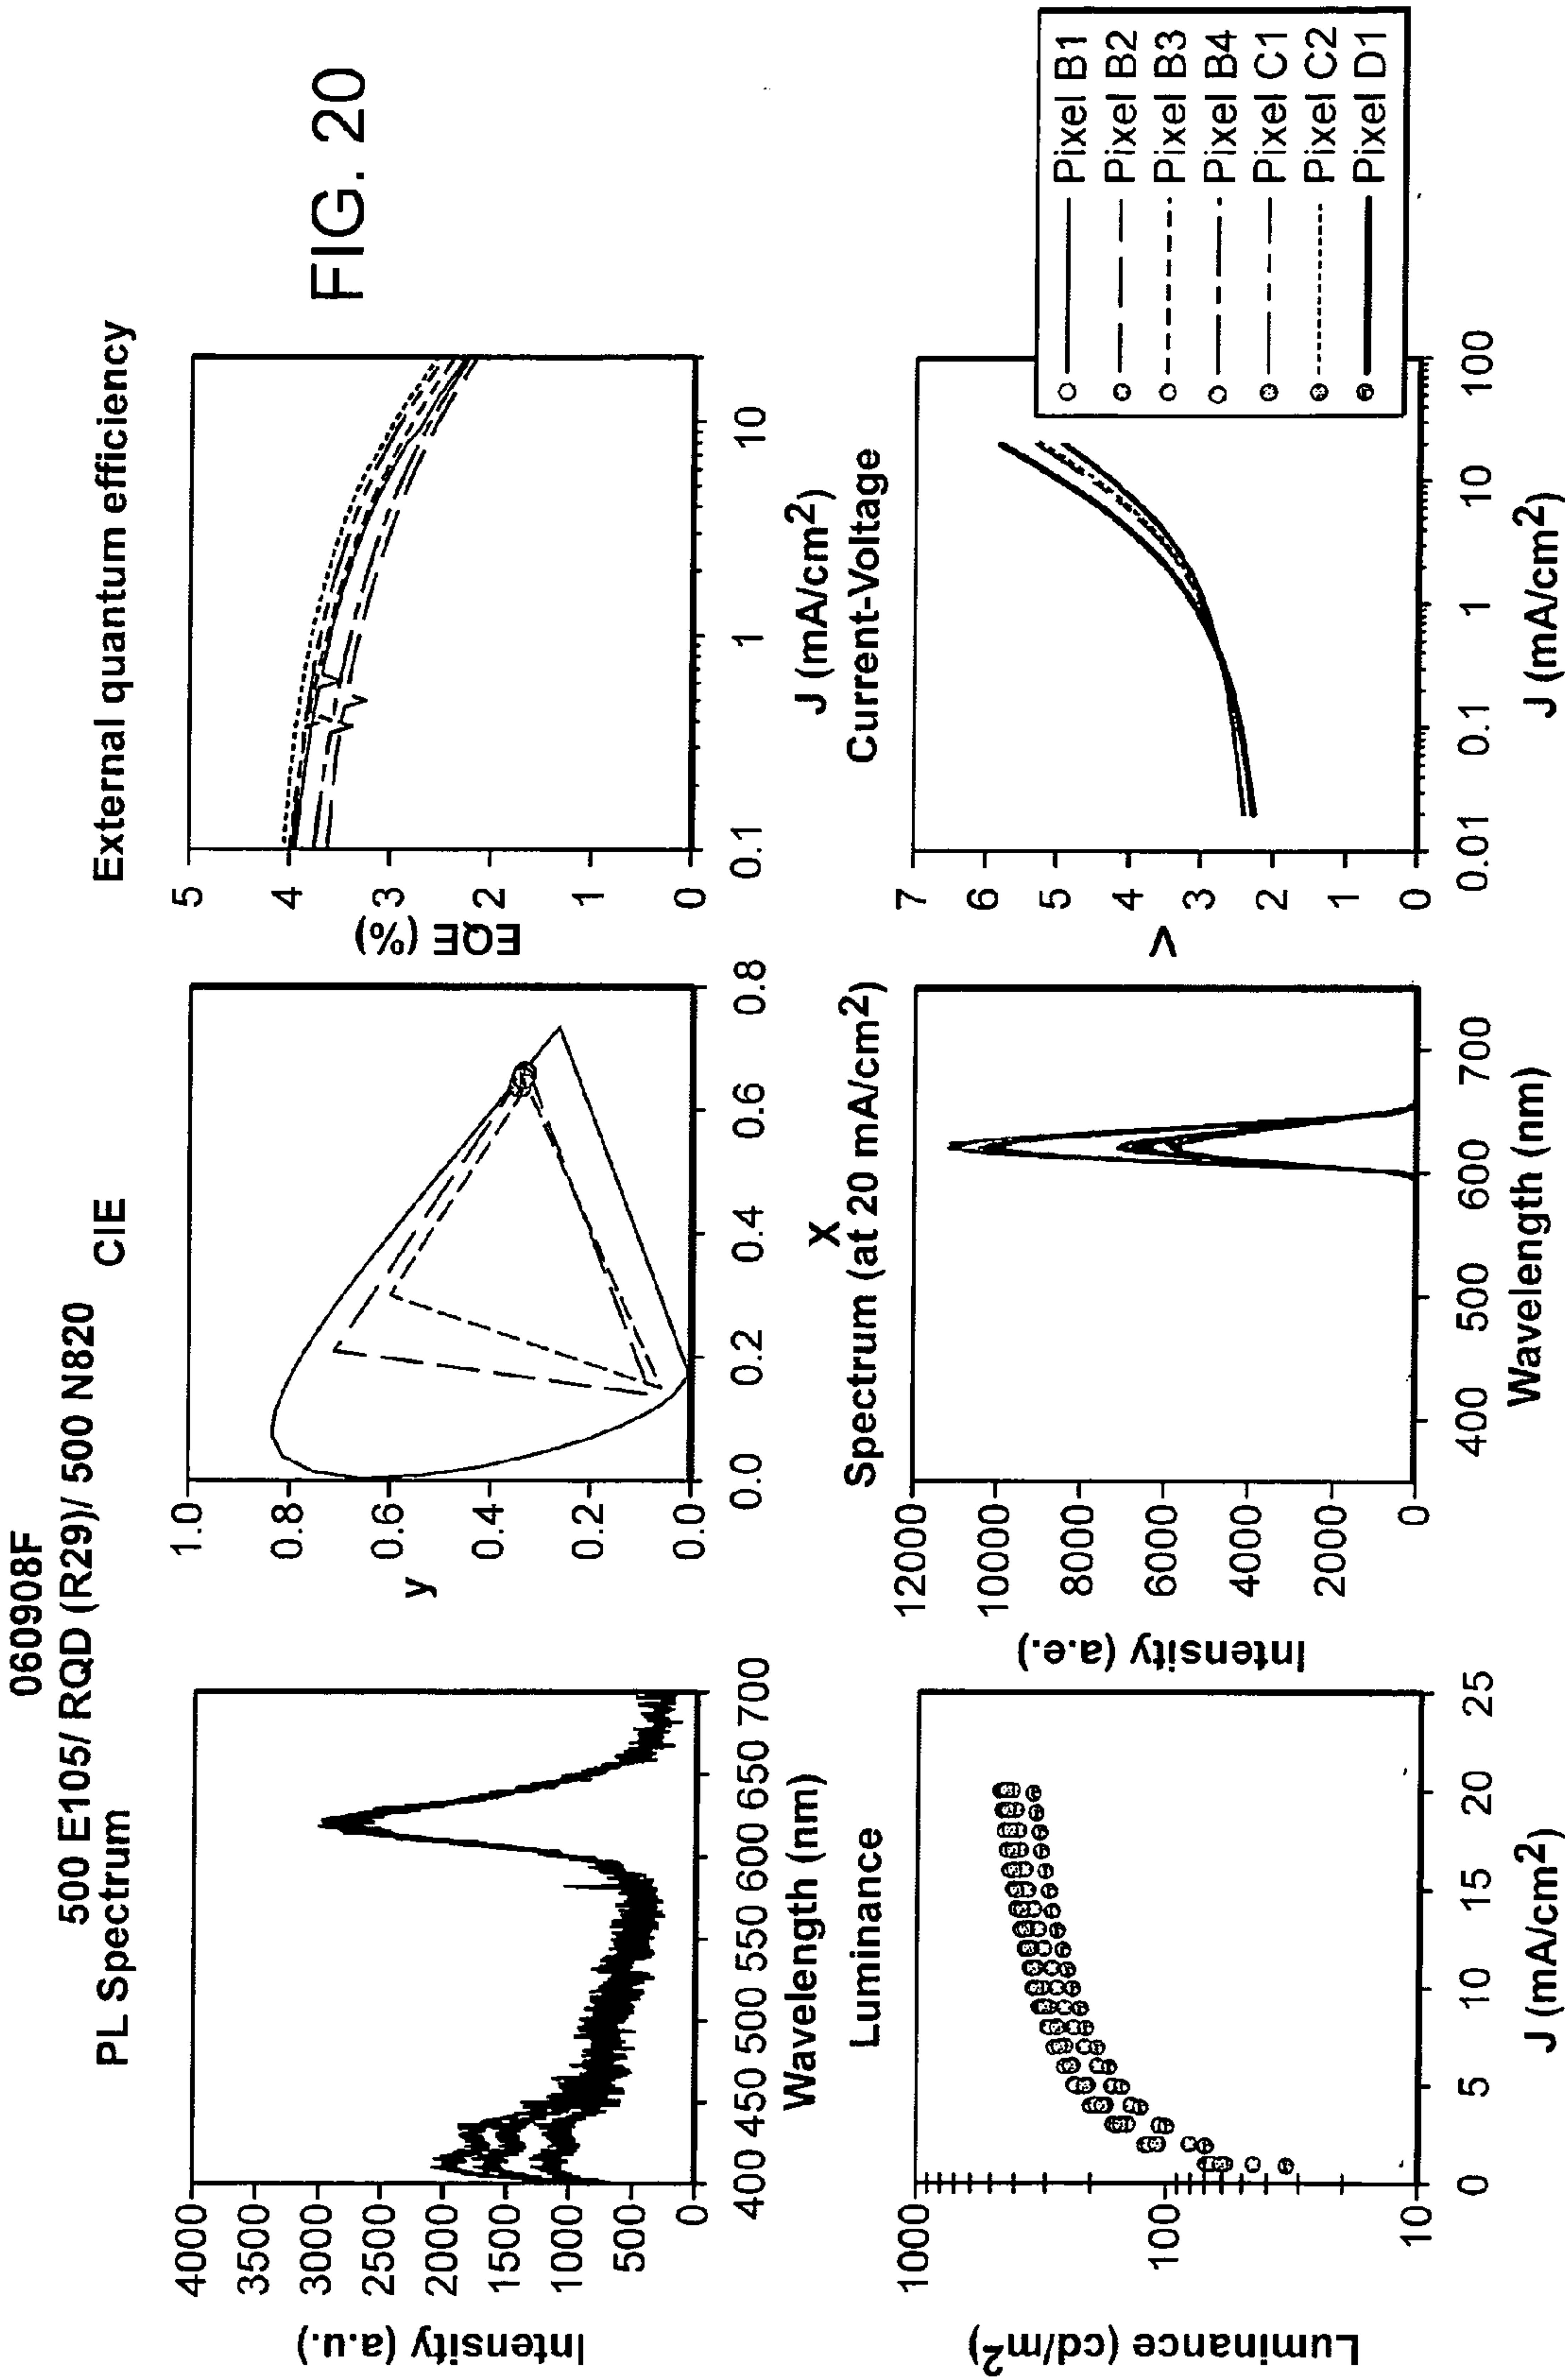 060908F
500 E105/ RQD (R29)/ 500 N820
PL Spectrum
4000
3500
3000
2500
2000
1500
1000
500
0
Intensity (a.u.)
400 450 500 550 600 650 700
Wavelength (nm)
CIE
1.0
0.8
0.6
0.4
0.2
0.0
y
0.0 0.2 0.4 0.6 0.8
X
External quantum efficiency
5
4
3
2
1
0
EQE (%)
0.1 1 10
J (mA/cm²)
FIG. 20
Luminance
1000
100
10
Luminance (cd/m²)
0 5 10 15 20 25
J (mA/cm²)
Spectrum (at 20 mA/cm²)
12000
10000
8000
6000
4000
2000
0
Intensity (a.e.)
400 500 600 700
Wavelength (nm)
Current-Voltage
7
6
5
4
3
2
1
0
V
0.01 0.1 1 10 100
J (mA/cm²)
Pixel B1
Pixel B2
Pixel B3
Pixel B4
Pixel C1
Pixel C2
Pixel D1